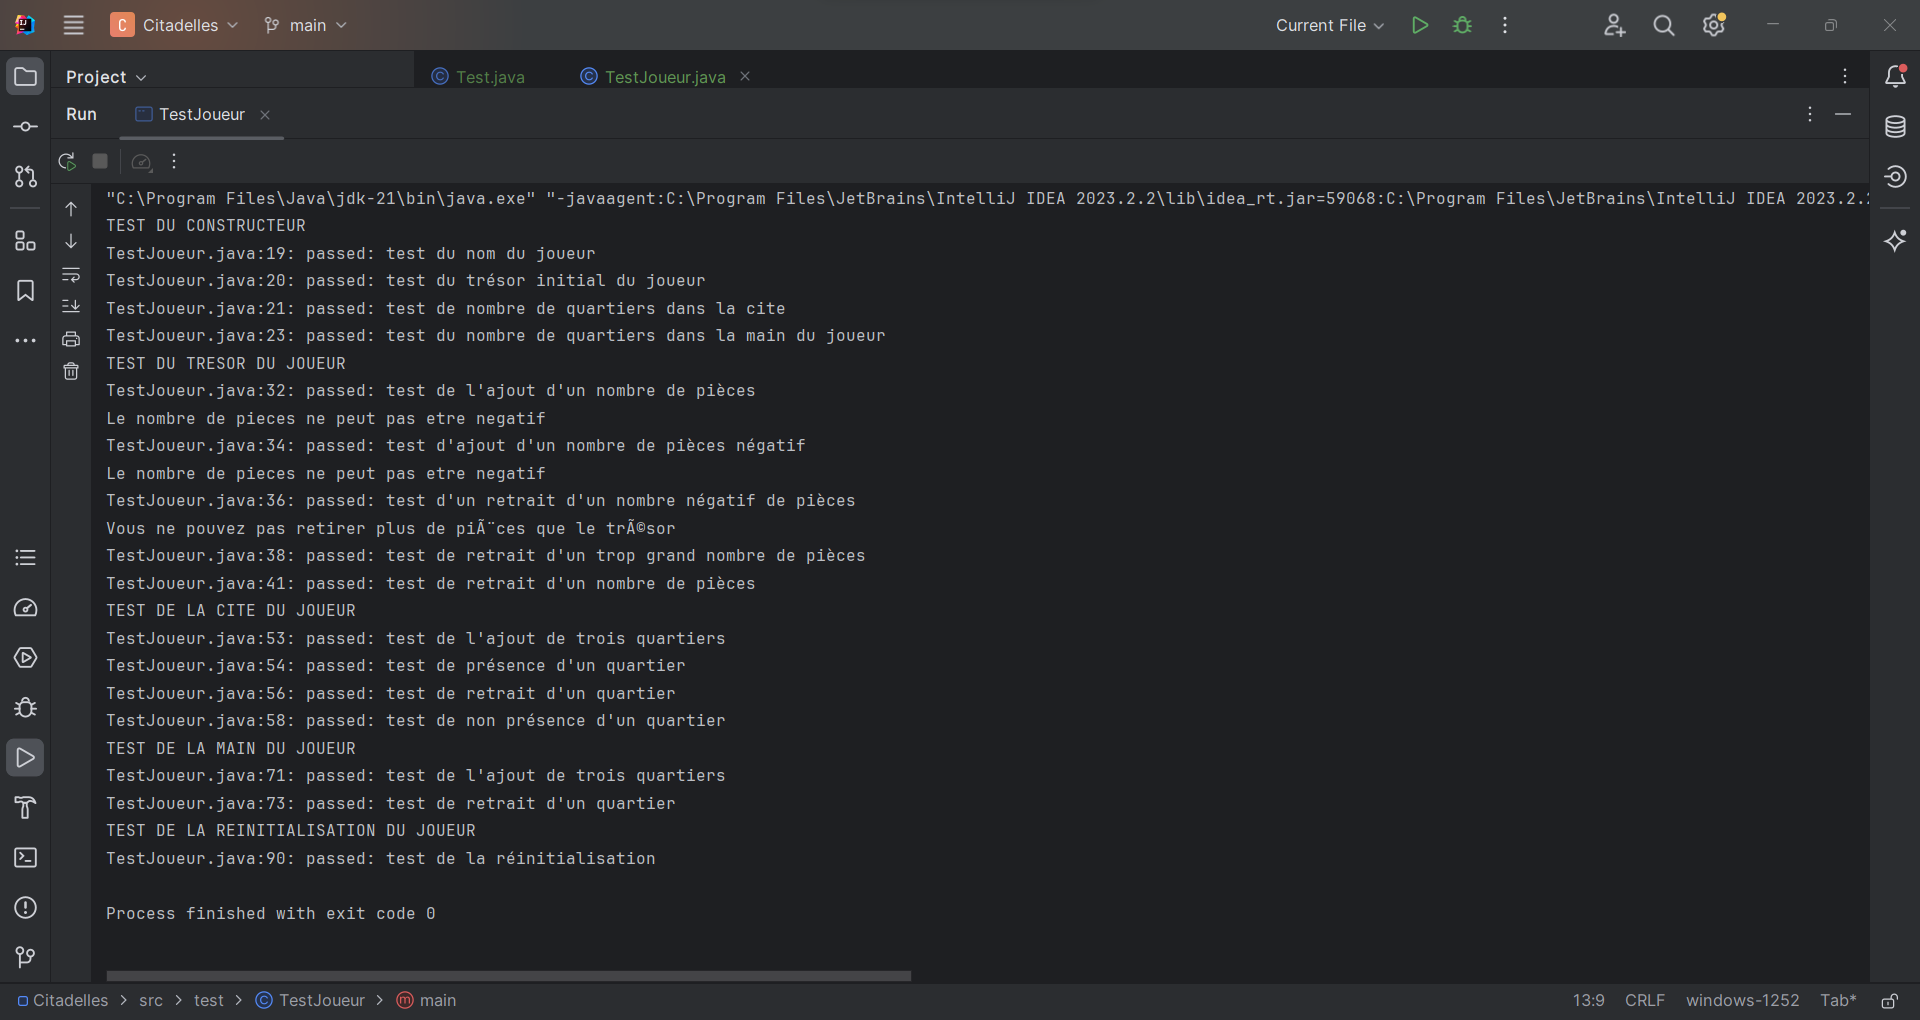 C Citadelles main Current File
Project Test.java TestJoueur.java
Run TestJoueur
"C:\Program Files\Java\jdk-21\bin\java.exe" "-javaagent:C:\Program Files\JetBrains\IntelliJ IDEA 2023.2.2\lib\idea_rt.jar=59068:C:\Program Files\JetBrains\IntelliJ IDEA 2023.2.
TEST DU CONSTRUCTEUR
TestJoueur.java:19: passed: test du nom du joueur
TestJoueur.java:20: passed: test du trésor initial du joueur
TestJoueur.java:21: passed: test de nombre de quartiers dans la cite
TestJoueur.java:23: passed: test du nombre de quartiers dans la main du joueur
TEST DU TRESOR DU JOUEUR
TestJoueur.java:32: passed: test de l'ajout d'un nombre de pièces
Le nombre de pieces ne peut pas etre negatif
TestJoueur.java:34: passed: test d'ajout d'un nombre de pièces négatif
Le nombre de pieces ne peut pas etre negatif
TestJoueur.java:36: passed: test d'un retrait d'un nombre négatif de pièces
Vous ne pouvez pas retirer plus de piÃ¨ces que le trÃ©sor
TestJoueur.java:38: passed: test de retrait d'un trop grand nombre de pièces
TestJoueur.java:41: passed: test de retrait d'un nombre de pièces
TEST DE LA CITE DU JOUEUR
TestJoueur.java:53: passed: test de l'ajout de trois quartiers
TestJoueur.java:54: passed: test de présence d'un quartier
TestJoueur.java:56: passed: test de retrait d'un quartier
TestJoueur.java:58: passed: test de non présence d'un quartier
TEST DE LA MAIN DU JOUEUR
TestJoueur.java:71: passed: test de l'ajout de trois quartiers
TestJoueur.java:73: passed: test de retrait d'un quartier
TEST DE LA REINITIALISATION DU JOUEUR
TestJoueur.java:90: passed: test de la réinitialisation
Process finished with exit code 0
Citadelles > src > test > TestJoueur > main 13:9 CRLF windows-1252 Tab*